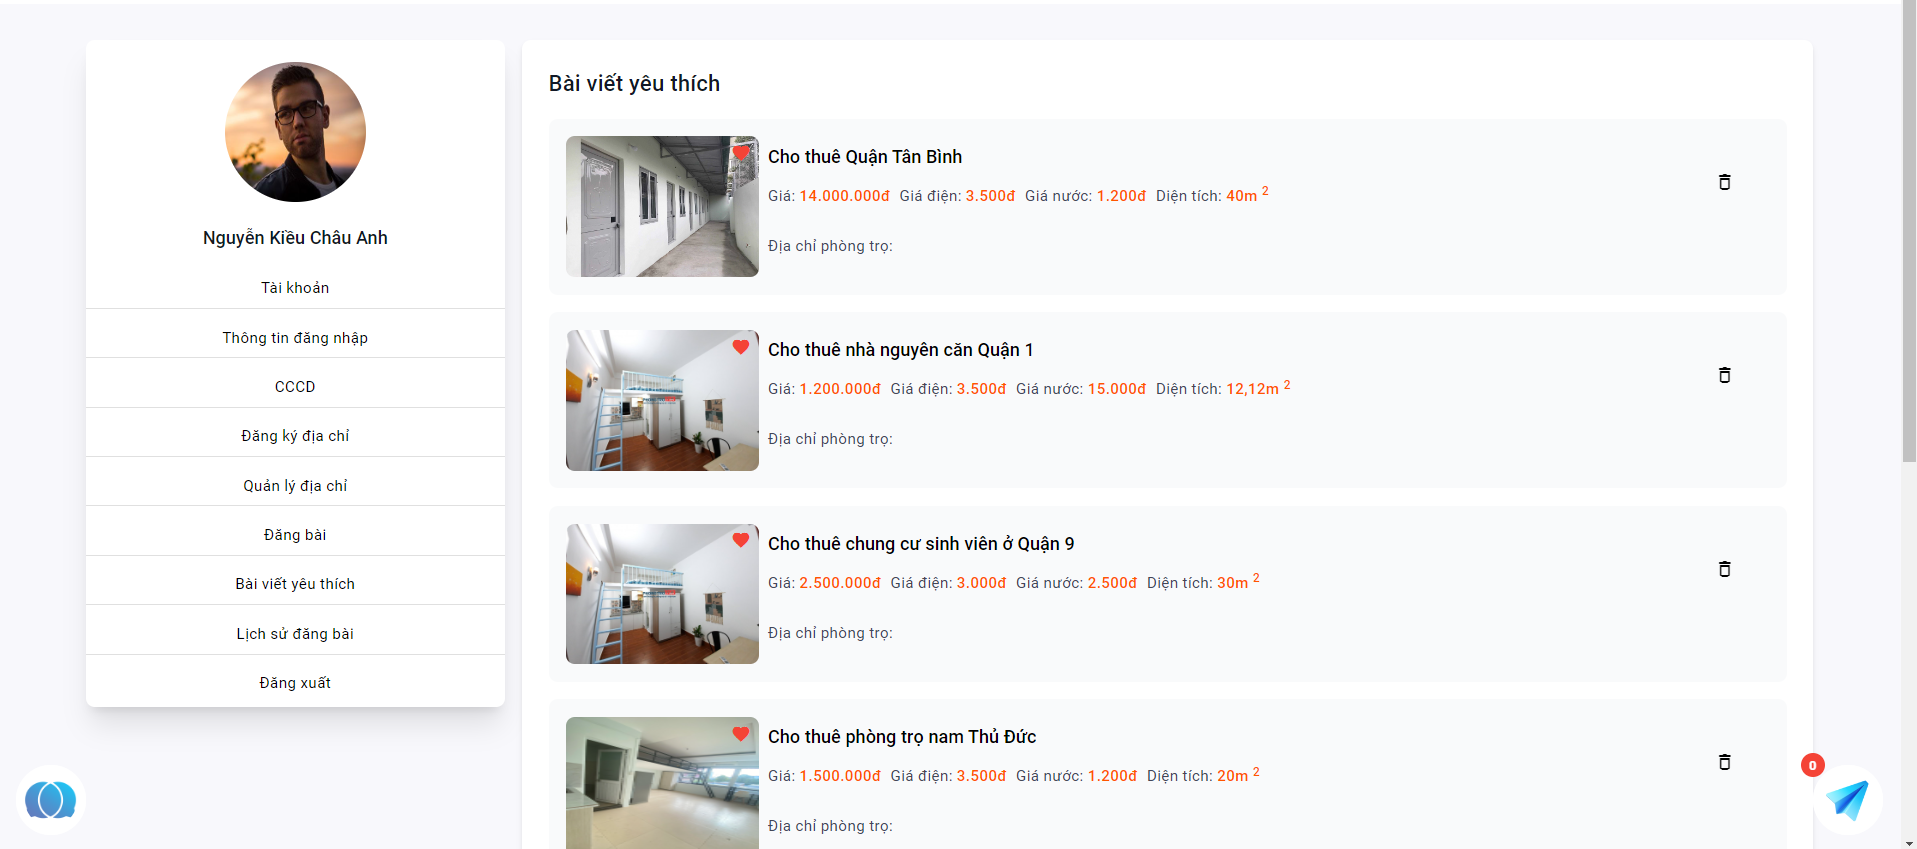 Nguyễn Kiều Châu Anh
Tài khoản
Thông tin đăng nhập
CCCD
Đăng ký địa chỉ
Quản lý địa chỉ
Đăng bài
Bài viết yêu thích
Lịch sử đăng bài
Đăng xuất
Bài viết yêu thích
Cho thuê Quận Tân Bình
Giá: 14.000.000đ Giá điện: 3.500đ Giá nước: 1.200đ Diện tích: 40m 2
Địa chỉ phòng trọ:
Cho thuê nhà nguyên căn Quận 1
Giá: 1.200.000đ Giá điện: 3.500đ Giá nước: 15.000đ Diện tích: 12,12m 2
Địa chỉ phòng trọ:
Cho thuê chung cư sinh viên ở Quận 9
Giá: 2.500.000đ Giá điện: 3.000đ Giá nước: 2.500đ Diện tích: 30m 2
Địa chỉ phòng trọ:
Cho thuê phòng trọ nam Thủ Đức
Giá: 1.500.000đ Giá điện: 3.500đ Giá nước: 1.200đ Diện tích: 20m 2
Địa chỉ phòng trọ:
0